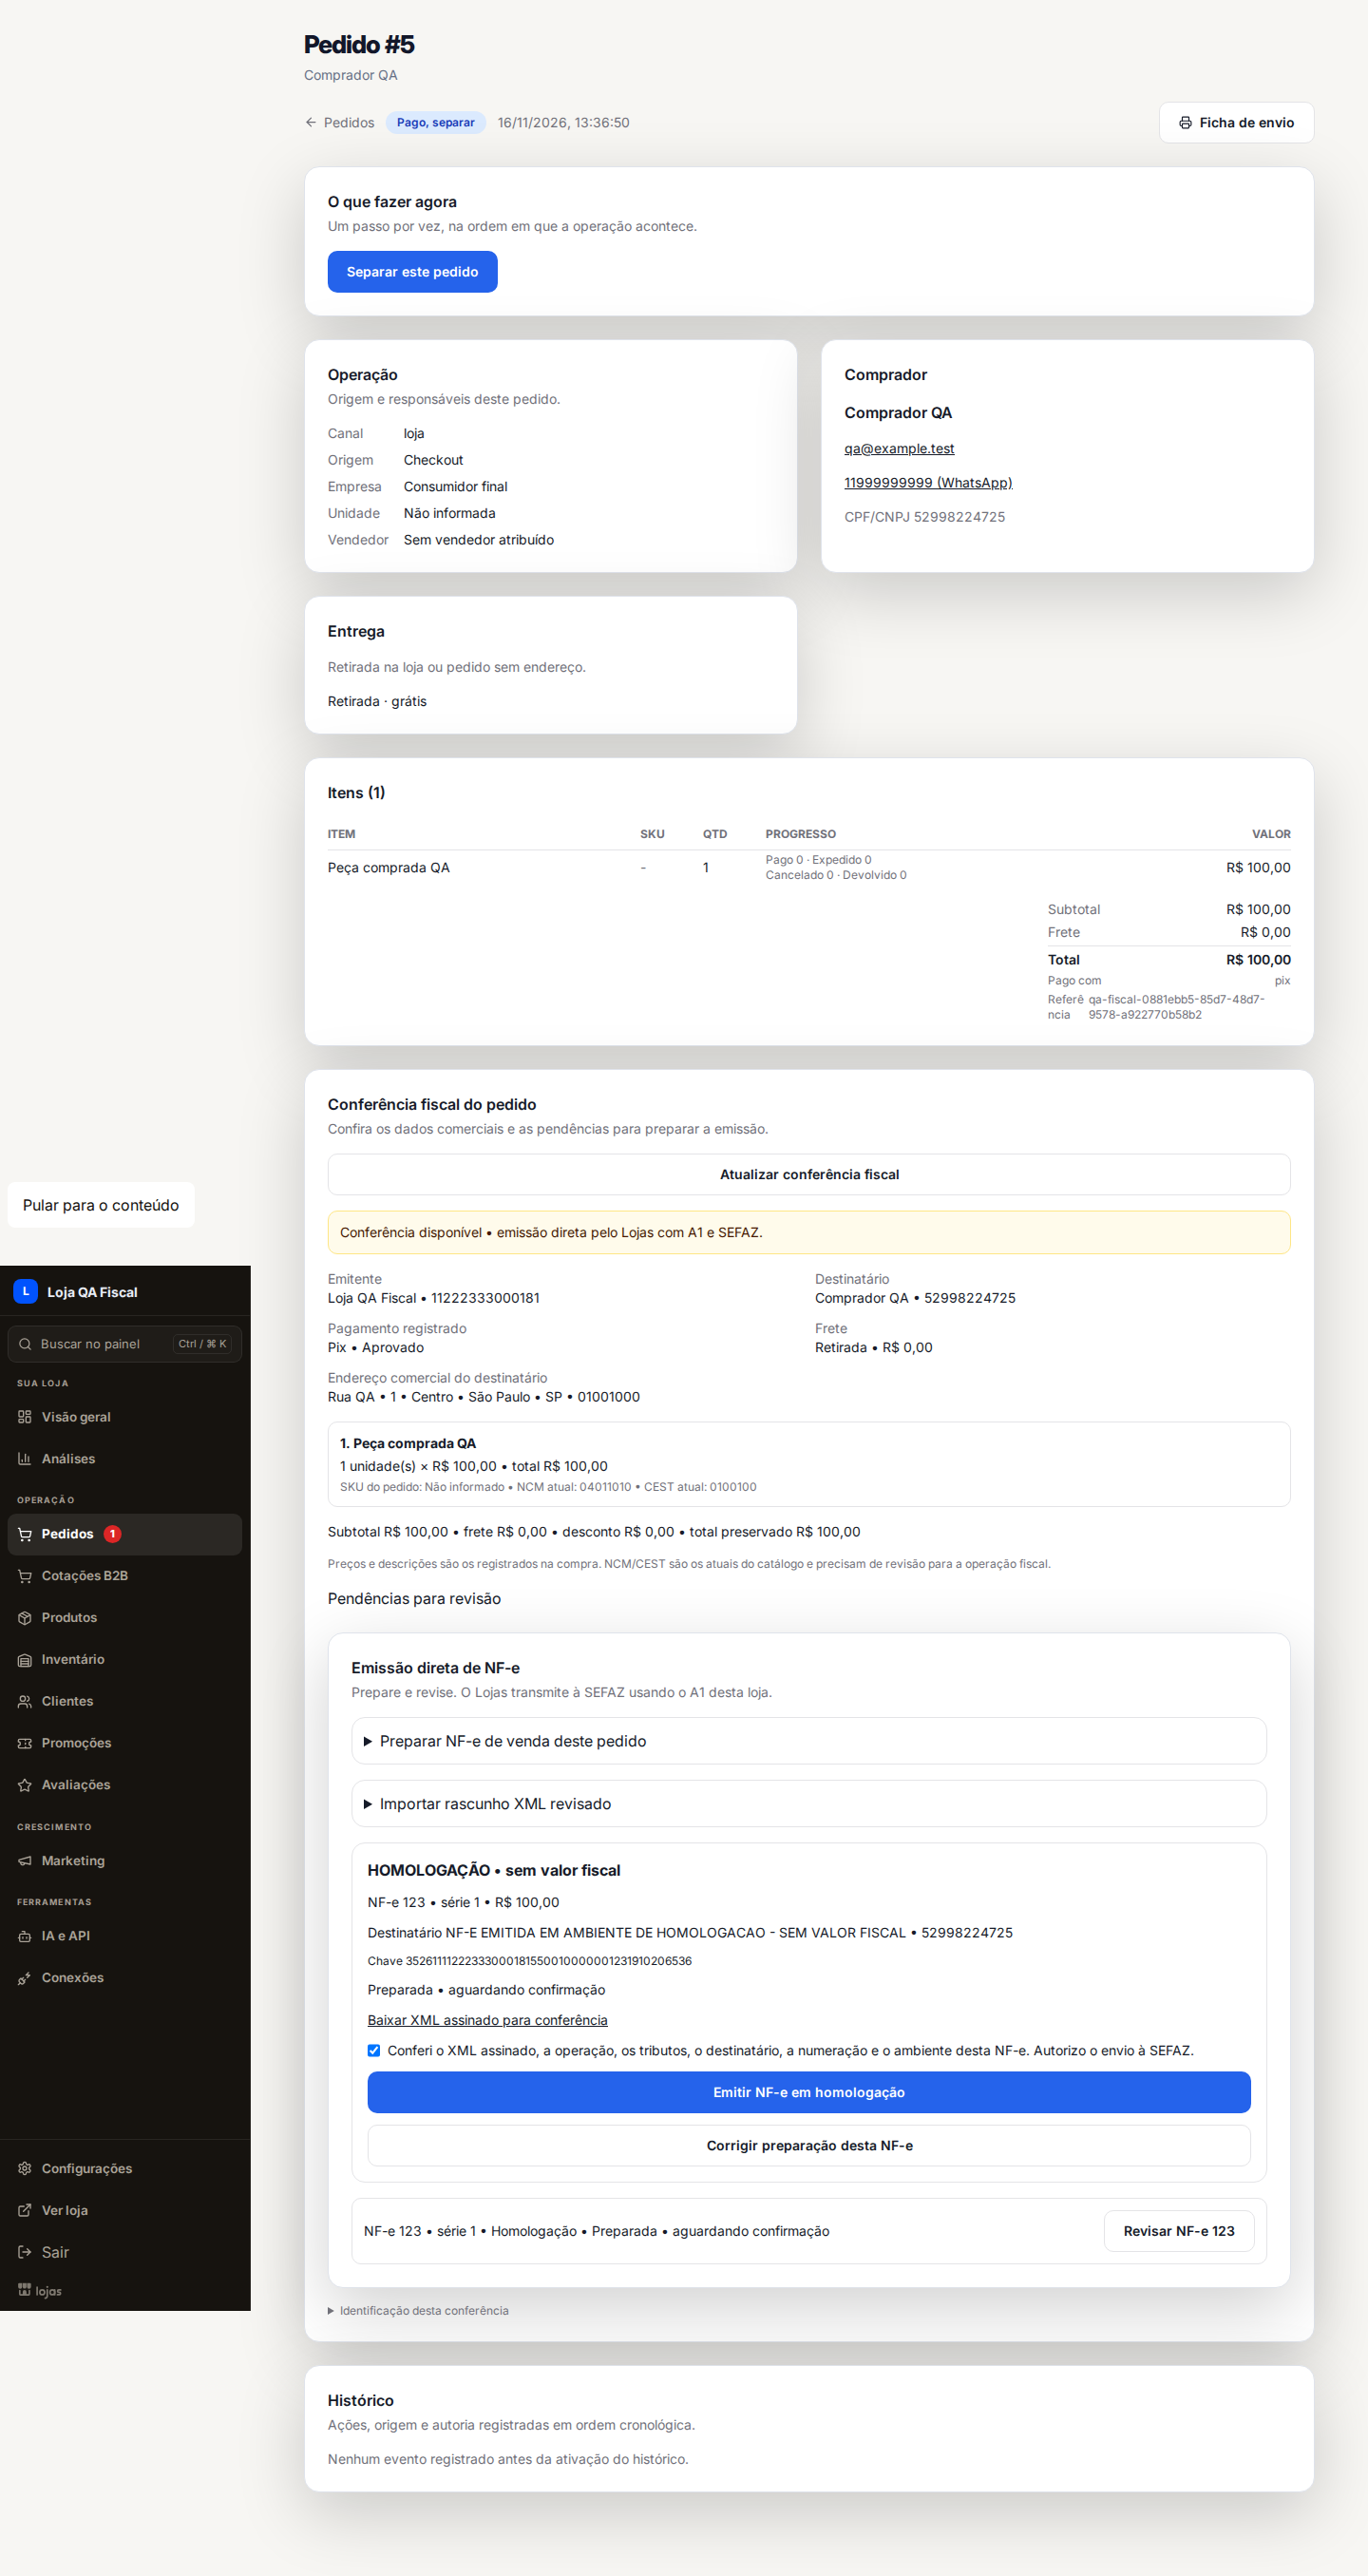 Pedido #5
Comprador QA
Pedidos
Pago, separar
16/11/2026, 13:36:50
Ficha de envio
O que fazer agora
Um passo por vez, na ordem em que a operação acontece.
Separar este pedido
Operação
Origem e responsáveis deste pedido.
Canal loja
Origem Checkout
Empresa Consumidor final
Unidade Não informada
Vendedor Sem vendedor atribuído
Comprador
Comprador QA
qa@example.test
11999999999 (WhatsApp)
CPF/CNPJ 52998224725
Entrega
Retirada na loja ou pedido sem endereço.
Retirada · grátis
Itens (1)
ITEM SKU QTD PROGRESSO VALOR
Peça comprada QA - 1 Pago 0 · Expedido 0 R$ 100,00
Cancelado 0 · Devolvido 0
Subtotal R$ 100,00
Frete R$ 0,00
Total R$ 100,00
Pago com pix
Referê qa-fiscal-0881ebb5-85d7-48d7-
ncia 9578-a922770b58b2
Conferência fiscal do pedido
Confira os dados comerciais e as pendências para preparar a emissão.
Atualizar conferência fiscal
Conferência disponível • emissão direta pelo Lojas com A1 e SEFAZ.
Emitente
Loja QA Fiscal • 11222333000181
Destinatário
Comprador QA • 52998224725
Pagamento registrado
Pix • Aprovado
Frete
Retirada • R$ 0,00
Endereço comercial do destinatário
Rua QA • 1 • Centro • São Paulo • SP • 01001000
1. Peça comprada QA
1 unidade(s) × R$ 100,00 • total R$ 100,00
SKU do pedido: Não informado • NCM atual: 04011010 • CEST atual: 0100100
Subtotal R$ 100,00 • frete R$ 0,00 • desconto R$ 0,00 • total preservado R$ 100,00
Preços e descrições são os registrados na compra. NCM/CEST são os atuais do catálogo e precisam de revisão para a operação fiscal.
Pendências para revisão
Emissão direta de NF-e
Prepare e revise. O Lojas transmite à SEFAZ usando o A1 desta loja.
Preparar NF-e de venda deste pedido
Importar rascunho XML revisado
HOMOLOGAÇÃO • sem valor fiscal
NF-e 123 • série 1 • R$ 100,00
Destinatário NF-E EMITIDA EM AMBIENTE DE HOMOLOGACAO - SEM VALOR FISCAL • 52998224725
Chave 35261111222333000181550010000001231910206536
Preparada • aguardando confirmação
Baixar XML assinado para conferência
Conferi o XML assinado, a operação, os tributos, o destinatário, a numeração e o ambiente desta NF-e. Autorizo o envio à SEFAZ.
Emitir NF-e em homologação
Corrigir preparação desta NF-e
NF-e 123 • série 1 • Homologação • Preparada • aguardando confirmação
Revisar NF-e 123
Identificação desta conferência
Histórico
Ações, origem e autoria registradas em ordem cronológica.
Nenhum evento registrado antes da ativação do histórico.
Pular para o conteúdo
L Loja QA Fiscal
Buscar no painel Ctrl / ⌘ K
SUA LOJA
Visão geral
Análises
OPERAÇÃO
Pedidos 1
Cotações B2B
Produtos
Inventário
Clientes
Promoções
Avaliações
CRESCIMENTO
Marketing
FERRAMENTAS
IA e API
Conexões
Configurações
Ver loja
Sair
lojas